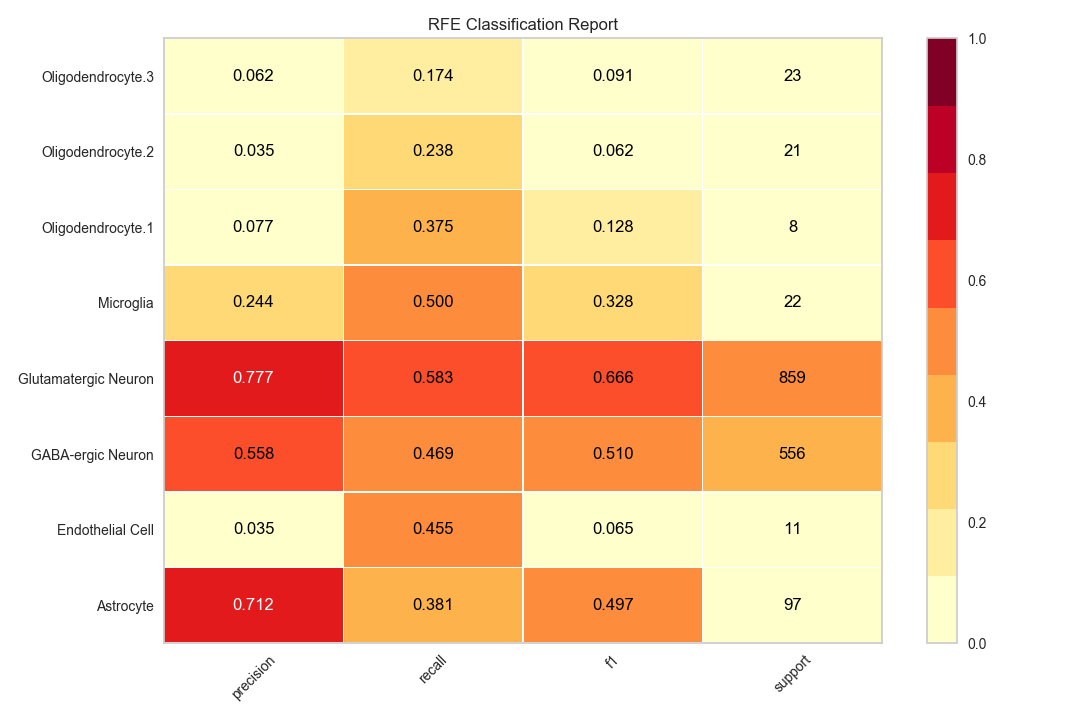 RFE Classification Report
Oligodendrocyte.3 0.062 0.174 0.091 23
Oligodendrocyte.2 0.035 0.238 0.062 21
Oligodendrocyte.1 0.077 0.375 0.128 8
Microglia 0.244 0.500 0.328 22
Glutamatergic Neuron 0.777 0.583 0.666 859
GABA-ergic Neuron 0.558 0.469 0.510 556
Endothelial Cell 0.035 0.455 0.065 11
Astrocyte 0.712 0.381 0.497 97
precision recall f1 support
1.0
0.8
0.6
0.4
0.2
0.0